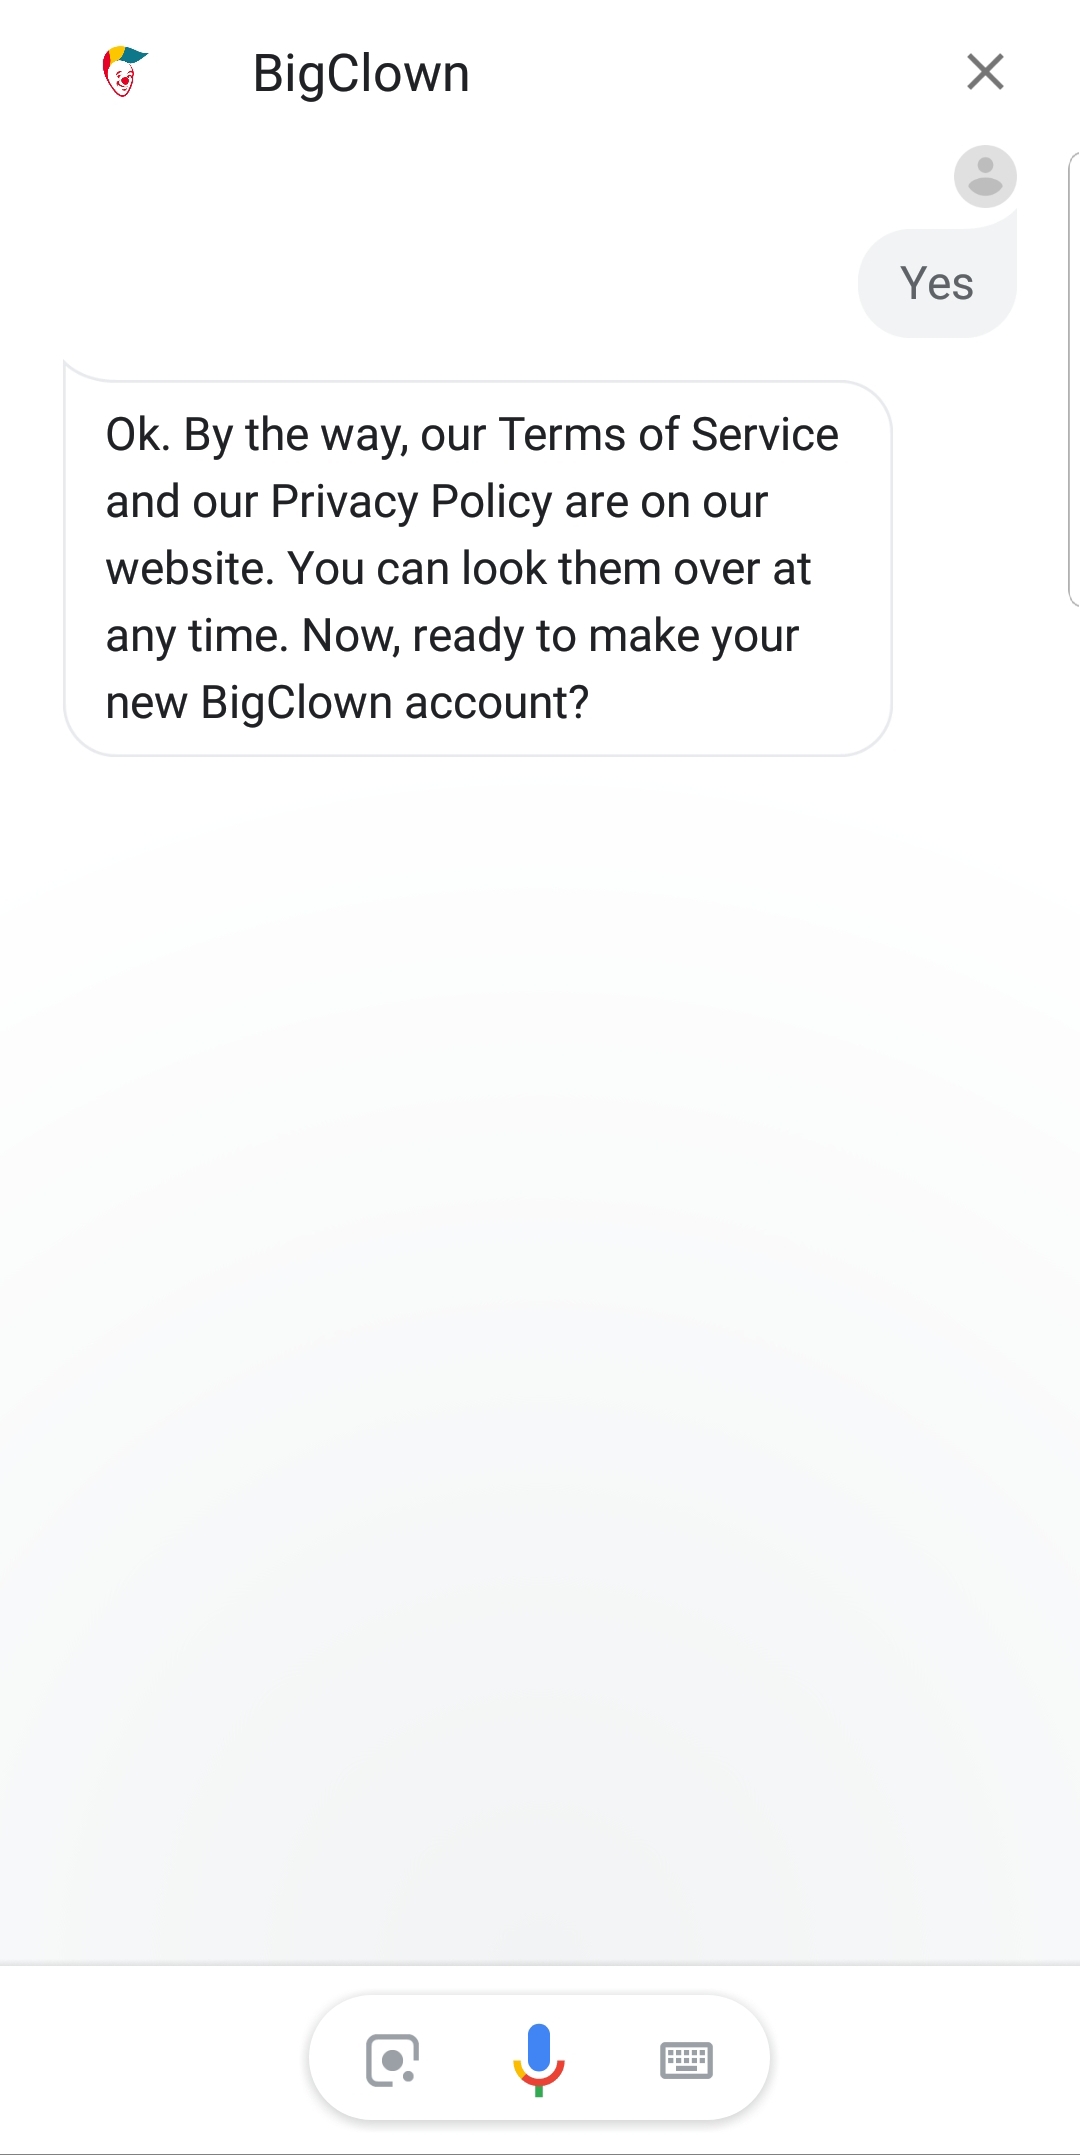 BigClown
Yes
Ok. By the way, our Terms of Service
and our Privacy Policy are on our
website. You can look them over at
any time. Now, ready to make your
new BigClown account?